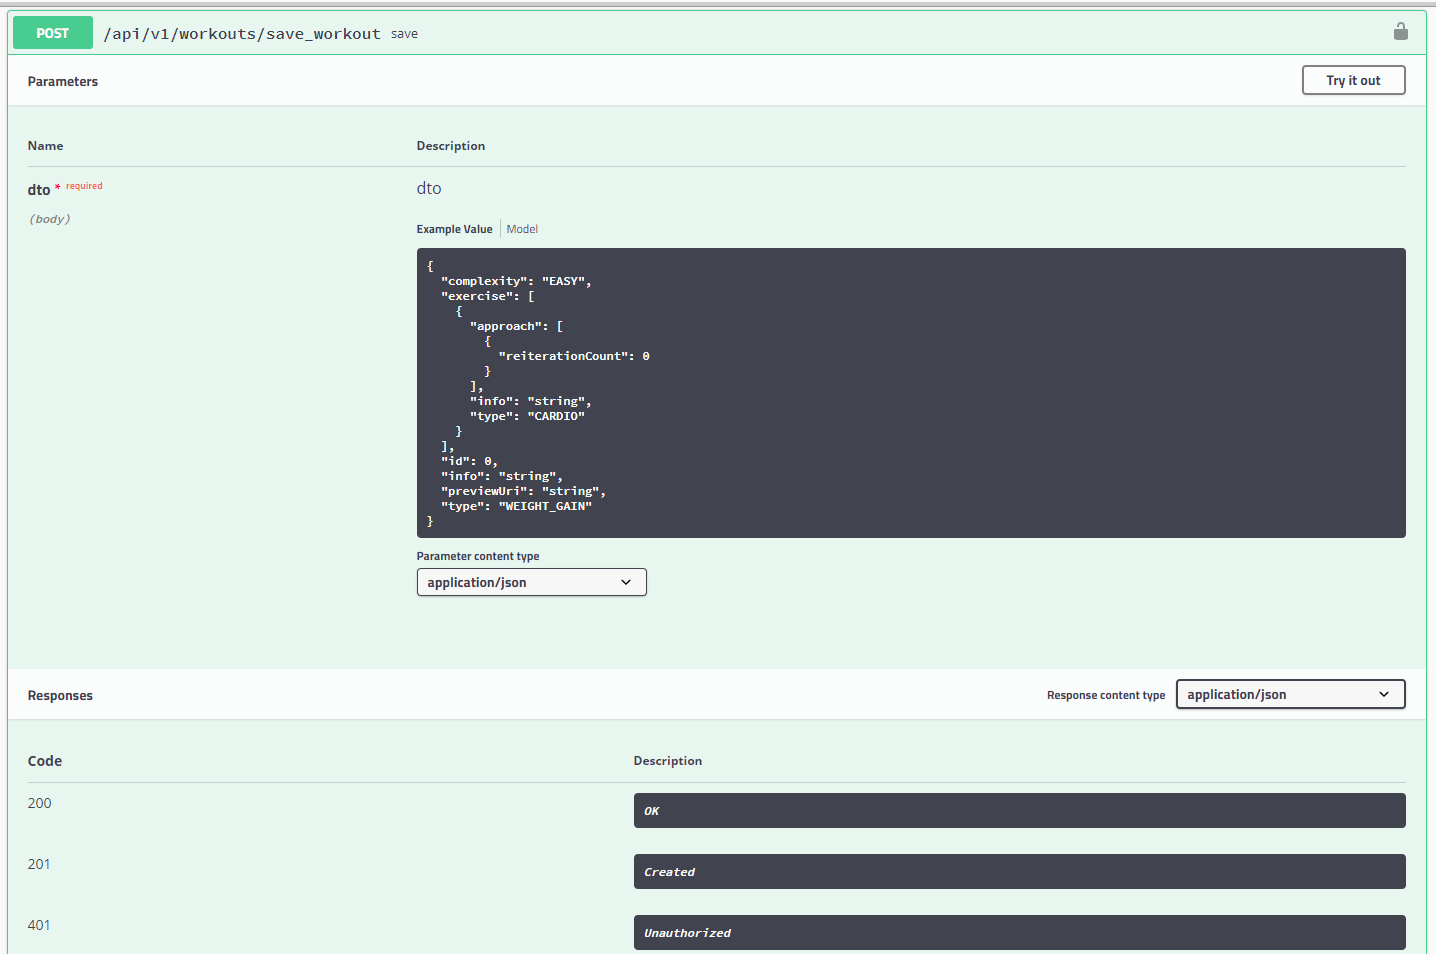 POST /api/v1/workouts/save_workout save
Parameters
Try it out
Name Description
dto * required
(body)
dto
Example Value Model
{
  "complexity": "EASY",
  "exercise": [
    {
      "approach": [
        {
          "reiterationCount": 0
        }
      ],
      "info": "string",
      "type": "CARDIO"
    }
  ],
  "id": 0,
  "info": "string",
  "previewUri": "string",
  "type": "WEIGHT_GAIN"
}
Parameter content type
application/json
Responses
Response content type application/json
Code Description
200 OK
201 Created
401 Unauthorized